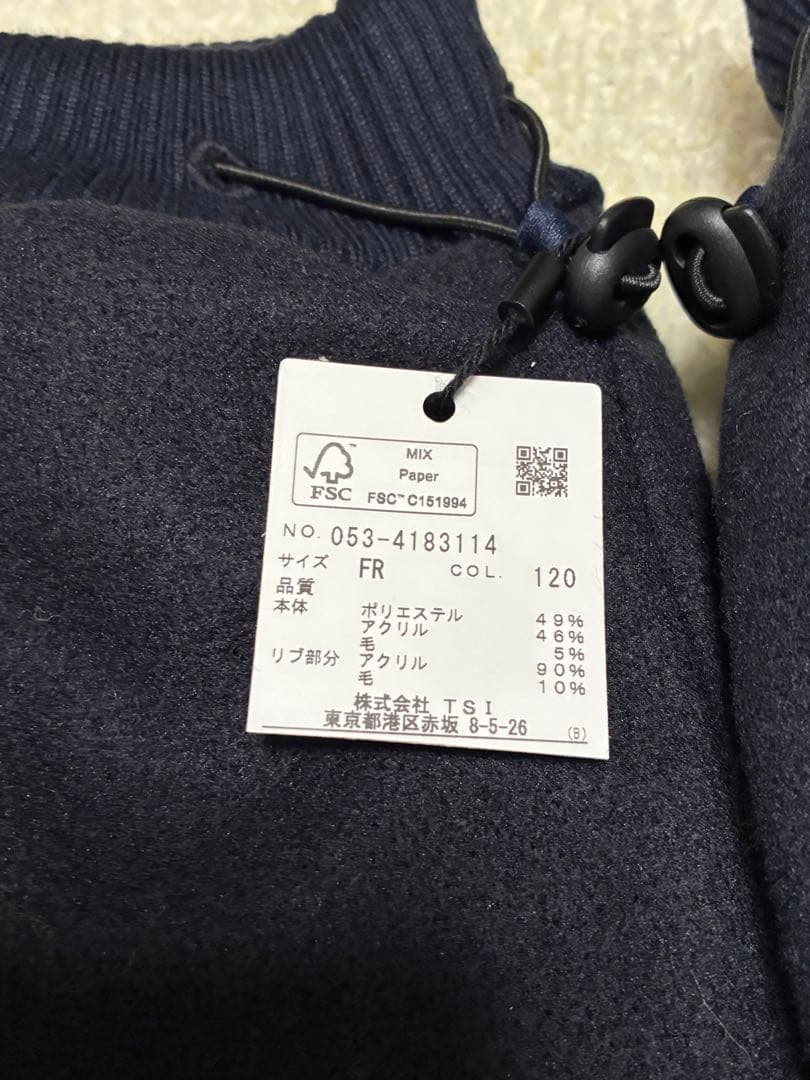 MIX
Paper
FSC™ C151994
FSC
NO. 053-4183114
サイズ FR COL. 120
品質
本体 ポリエステル 49%
アクリル 46%
毛 5%
リブ部分 アクリル 90%
毛 10%
株式会社 TSI
東京都港区赤坂 8-5-26 (B)